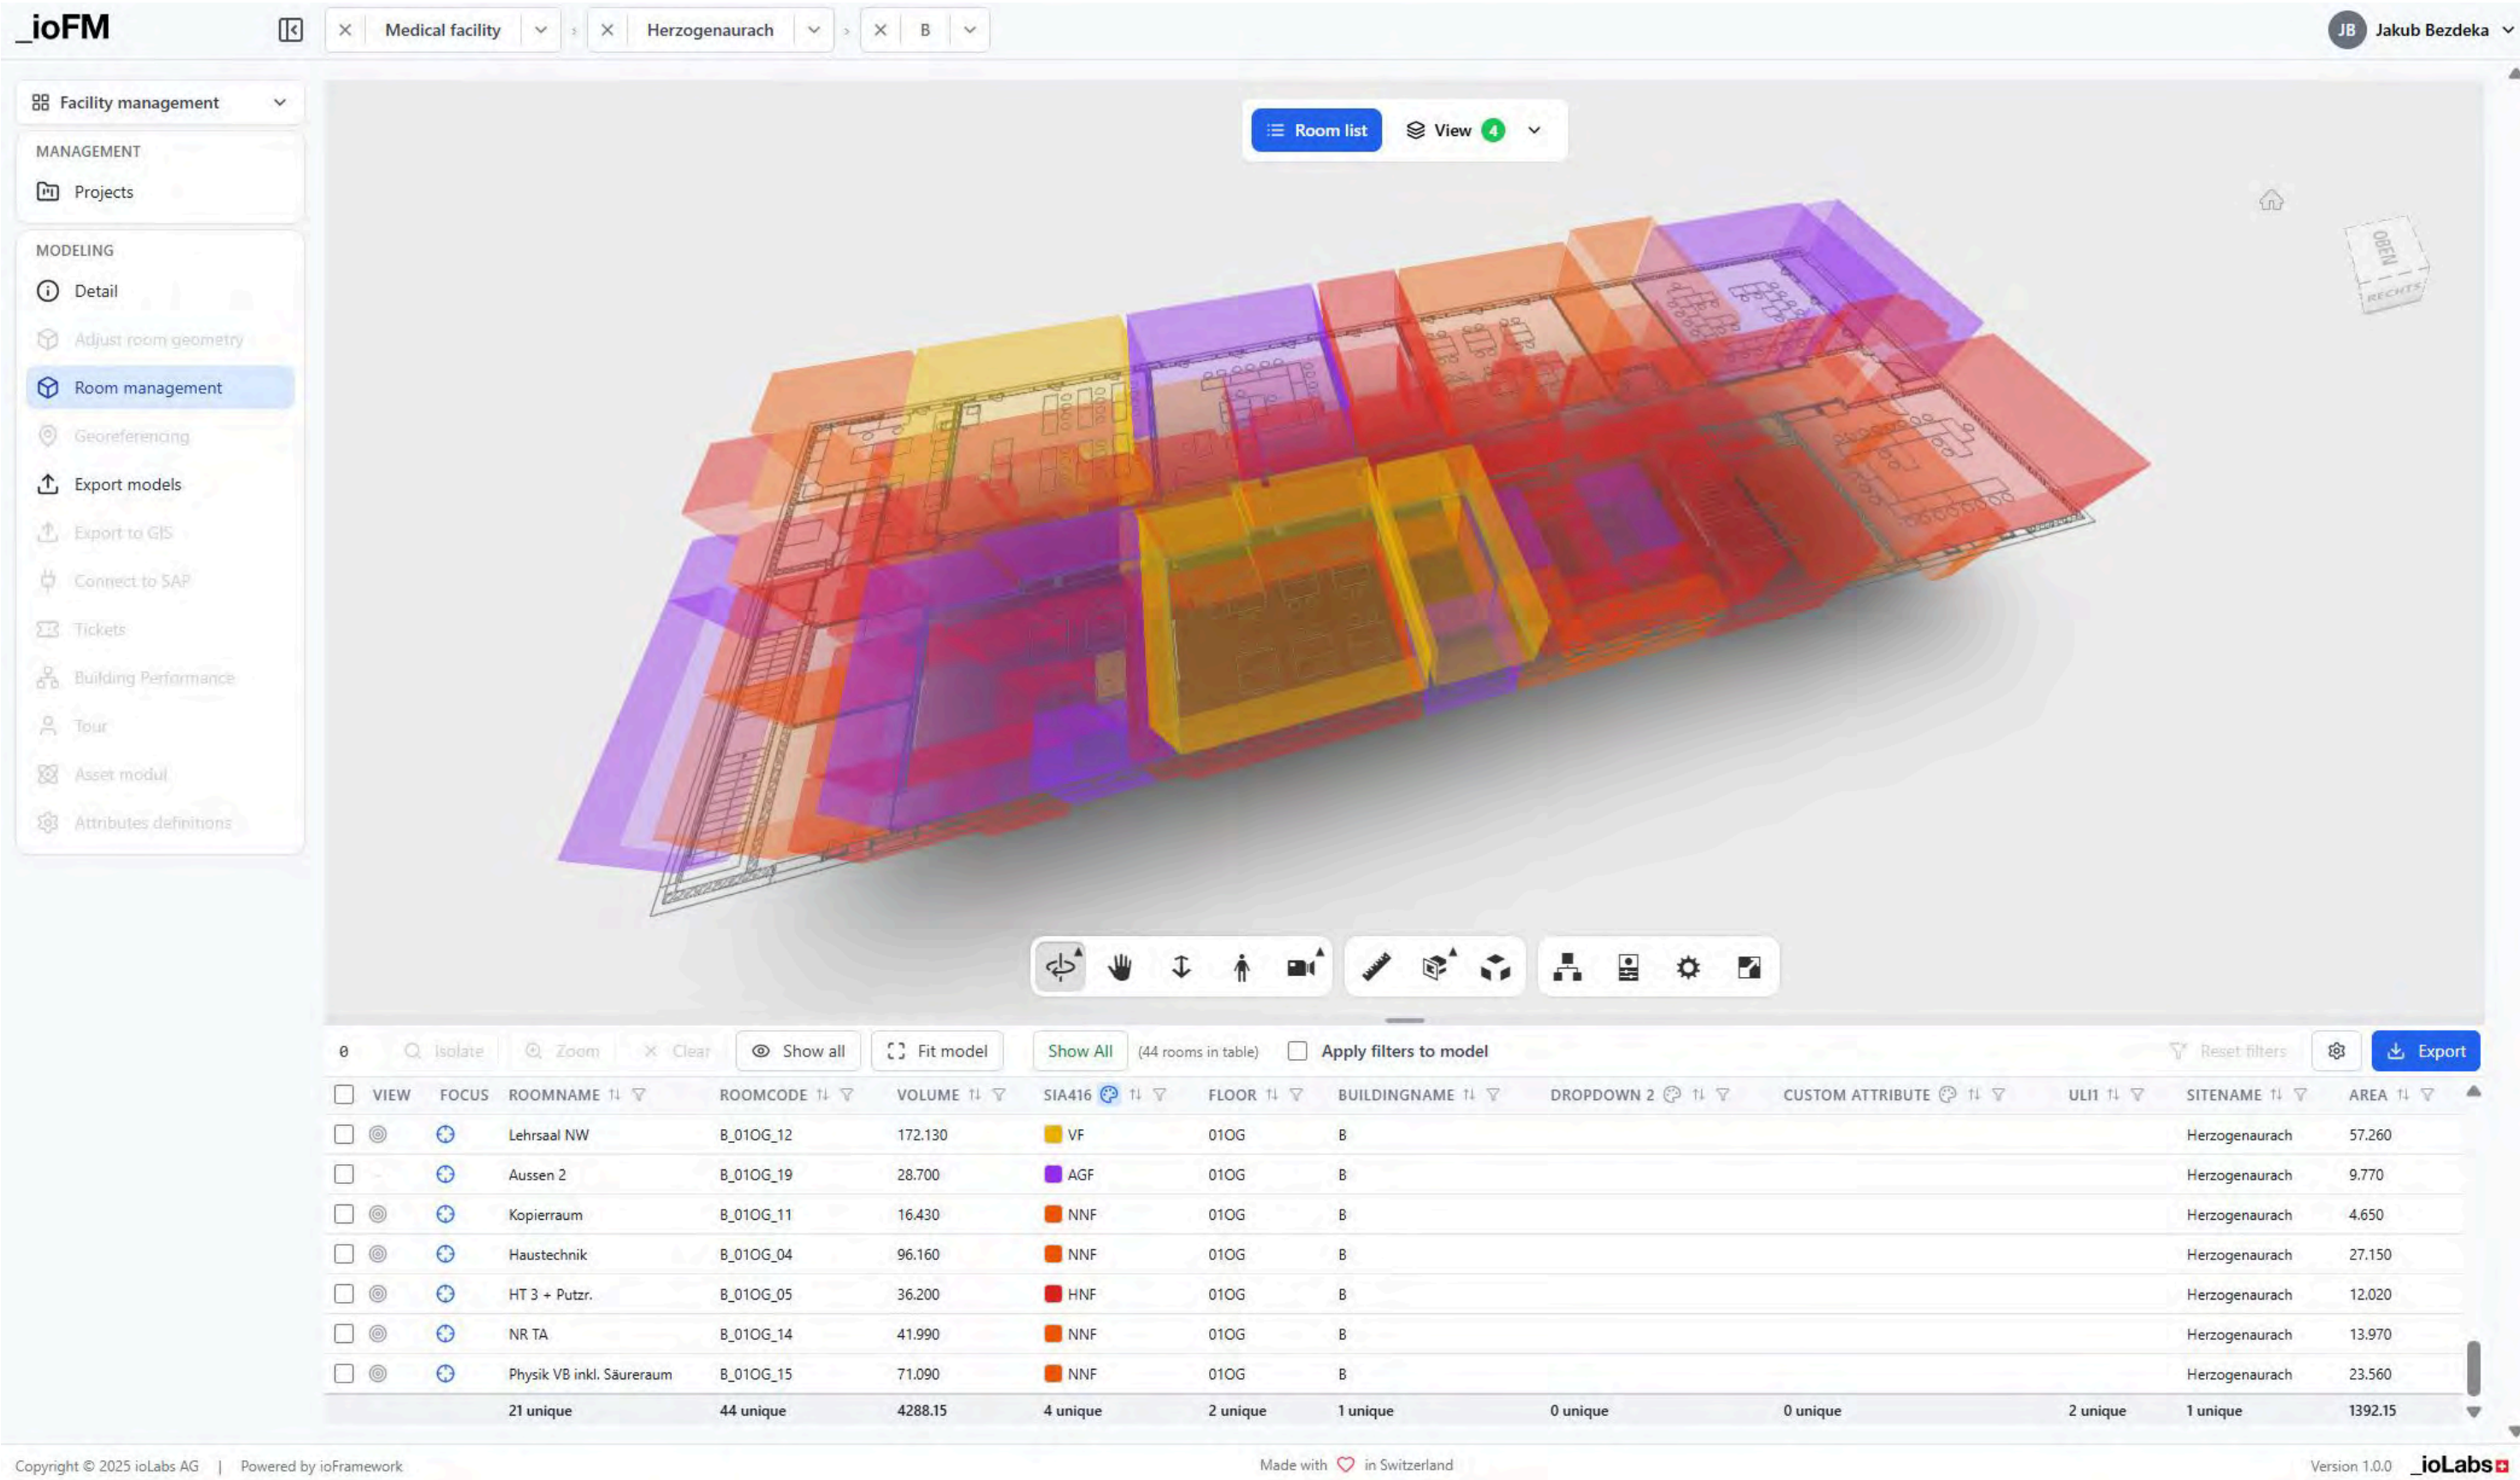 _ioFM
Medical facility › Herzogenaurach › B
JB Jakub Bezdeka
Facility management
MANAGEMENT
Projects
MODELING
Detail
Adjust room geometry
Room management
Georeferencing
Export models
Export to GIS
Connect to SAP
Tickets
Building Performance
Tour
Asset modul
Attributes definitions
Room list View 4
OBEN
RECHTS
0 Isolate Zoom Clear Show all Fit model Show All (44 rooms in table) Apply filters to model Reset filters Export
VIEW FOCUS ROOMNAME ROOMCODE VOLUME SIA416 FLOOR BUILDINGNAME DROPDOWN 2 CUSTOM ATTRIBUTE ULI1 SITENAME AREA
Lehrsaal NW B_01OG_12 172.130 VF 01OG B Herzogenaurach 57.260
Aussen 2 B_01OG_19 28.700 AGF 01OG B Herzogenaurach 9.770
Kopierraum B_01OG_11 16.430 NNF 01OG B Herzogenaurach 4.650
Haustechnik B_01OG_04 96.160 NNF 01OG B Herzogenaurach 27.150
HT 3 + Putzr. B_01OG_05 36.200 HNF 01OG B Herzogenaurach 12.020
NR TA B_01OG_14 41.990 NNF 01OG B Herzogenaurach 13.970
Physik VB inkl. Säureraum B_01OG_15 71.090 NNF 01OG B Herzogenaurach 23.560
21 unique 44 unique 4288.15 4 unique 2 unique 1 unique 0 unique 0 unique 2 unique 1 unique 1392.15
Copyright © 2025 ioLabs AG | Powered by ioFramework
Made with in Switzerland
Version 1.0.0 _ioLabs